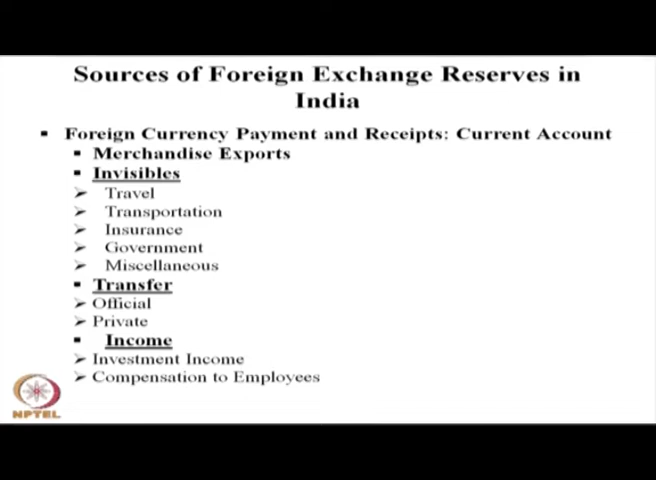 Sources of Foreign Exchange Reserves in
India
▪ Foreign Currency Payment and Receipts: Current Account
▪ Merchandise Exports
▪ Invisibles
➢ Travel
➢ Transportation
➢ Insurance
➢ Government
➢ Miscellaneous
▪ Transfer
➢ Official
➢ Private
▪ Income
➢ Investment Income
➢ Compensation to Employees
NPTEL